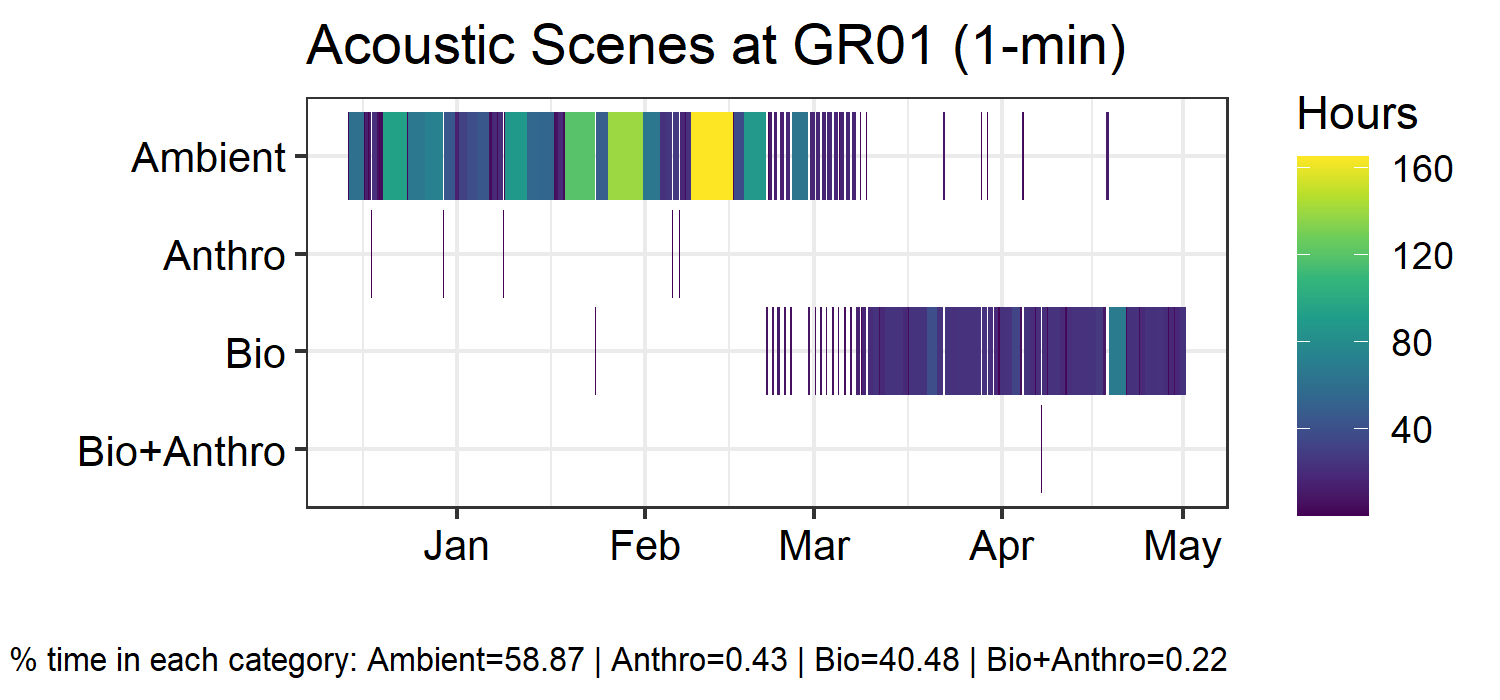 Acoustic Scenes at GR01 (1-min)
Ambient
Anthro
Bio
Bio+Anthro
Jan Feb Mar Apr May
Hours
160
120
80
40
% time in each category: Ambient=58.87 | Anthro=0.43 | Bio=40.48 | Bio+Anthro=0.22